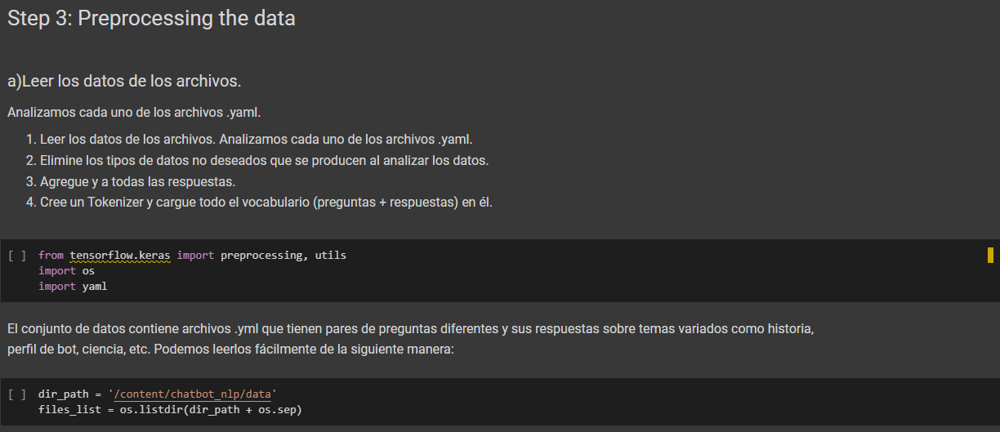 Step 3: Preprocessing the data
a)Leer los datos de los archivos.
Analizamos cada uno de los archivos .yaml.
1. Leer los datos de los archivos. Analizamos cada uno de los archivos .yaml.
2. Elimine los tipos de datos no deseados que se producen al analizar los datos.
3. Agregue y a todas las respuestas.
4. Cree un Tokenizer y cargue todo el vocabulario (preguntas + respuestas) en él.
[ ] from tensorflow.keras import preprocessing, utils
import os
import yaml
El conjunto de datos contiene archivos .yml que tienen pares de preguntas diferentes y sus respuestas sobre temas variados como historia,
perfil de bot, ciencia, etc. Podemos leerlos fácilmente de la siguiente manera:
[ ] dir_path = '/content/chatbot_nlp/data'
files_list = os.listdir(dir_path + os.sep)